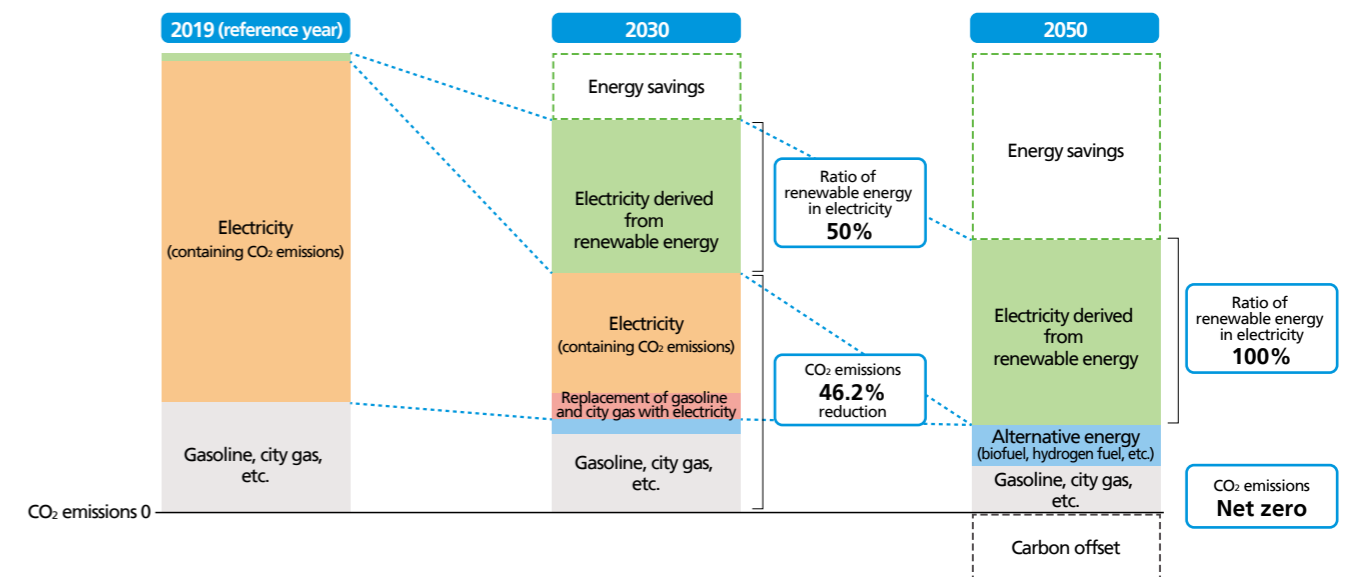 2019 (reference year)
Electricity
(containing CO₂ emissions)
Gasoline, city gas,
etc.
CO₂ emissions 0
2030
Energy savings
Electricity derived
from
renewable energy
Electricity
(containing CO₂ emissions)
Replacement of gasoline
and city gas with electricity
Gasoline, city gas,
etc.
Ratio of
renewable energy
in electricity
50%
CO₂ emissions
46.2%
reduction
2050
Energy savings
Electricity derived
from
renewable energy
Alternative energy
(biofuel, hydrogen fuel, etc.)
Gasoline, city gas,
etc.
Carbon offset
Ratio of
renewable energy
in electricity
100%
CO₂ emissions
Net zero